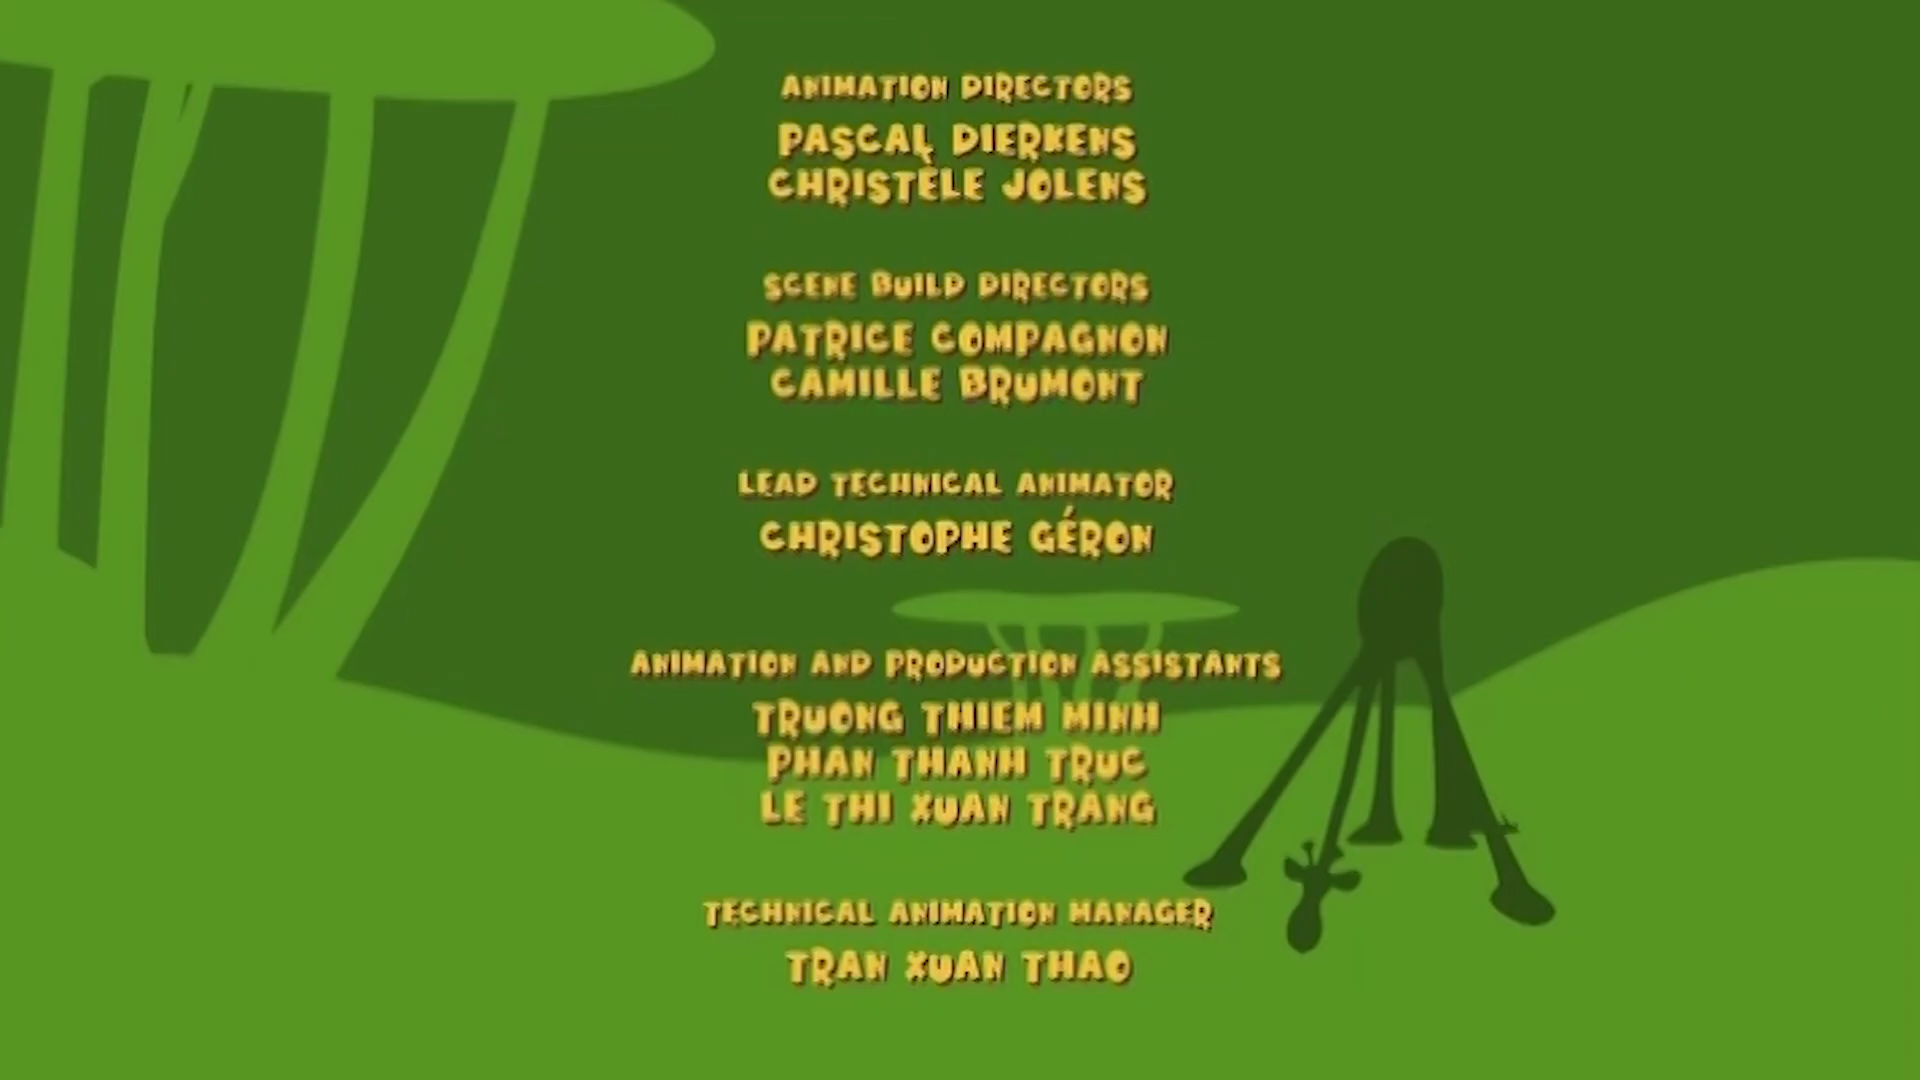 ANIMATION DIRECTORS
PASCAL DIERKENS
CHRISTÈLE JOLENS
SCENE BUILD DIRECTORS
PATRICE COMPAGNON
CAMILLE BRUMONT
LEAD TECHNICAL ANIMATOR
CHRISTOPHE GÉRON
ANIMATION AND PRODUCTION ASSISTANTS
TRUONG THIEM MINH
PHAN THANH TRUC
LE THI XUAN TRANG
TECHNICAL ANIMATION MANAGER
TRAN XUAN THAO